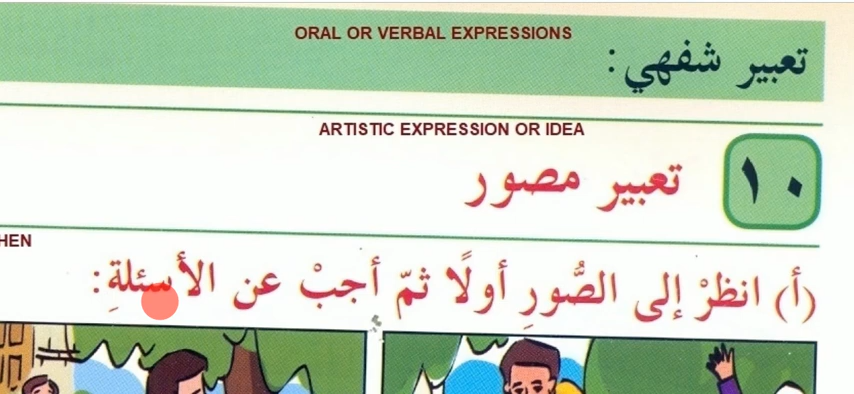 ORAL OR VERBAL EXPRESSIONS
تعبير شفهي:
ARTISTIC EXPRESSION OR IDEA
١٠
تعبير مصور
HEN
(أ) انظرْ إلى الصُّورِ أولًا ثمّ أجبْ عن الأسئلةِ: